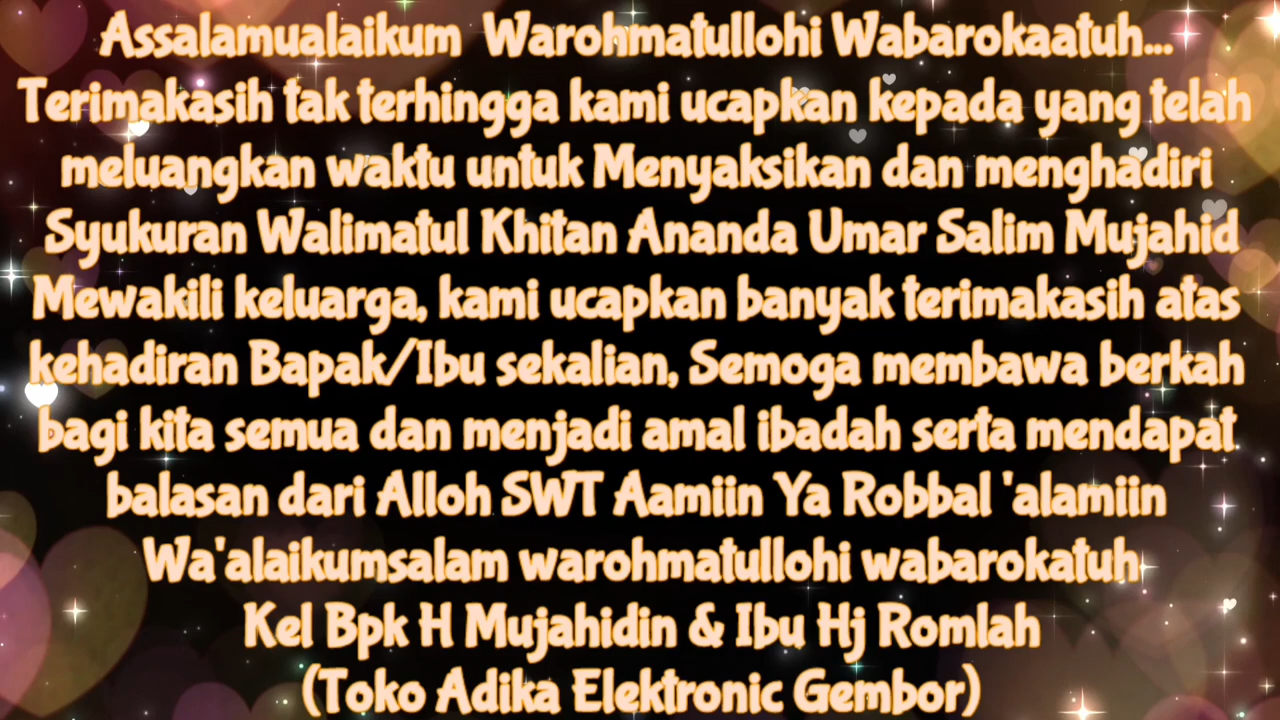 Assalamualaikum Warohmatullohi Wabarokaatuh...
Terimakasih tak terhingga kami ucapkan kepada yang telah
meluangkan waktu untuk Menyaksikan dan menghadiri
Syukuran Walimatul Khitan Ananda Umar Salim Mujahid
Mewakili keluarga, kami ucapkan banyak terimakasih atas
kehadiran Bapak/Ibu sekalian, Semoga membawa berkah
bagi kita semua dan menjadi amal ibadah serta mendapat
balasan dari Alloh SWT Aamiin Ya Robbal 'alamiin
Wa'alaikumsalam warohmatullohi wabarokatuh
Kel Bpk H Mujahidin & Ibu Hj Romlah
(Toko Adika Elektronic Gembor)